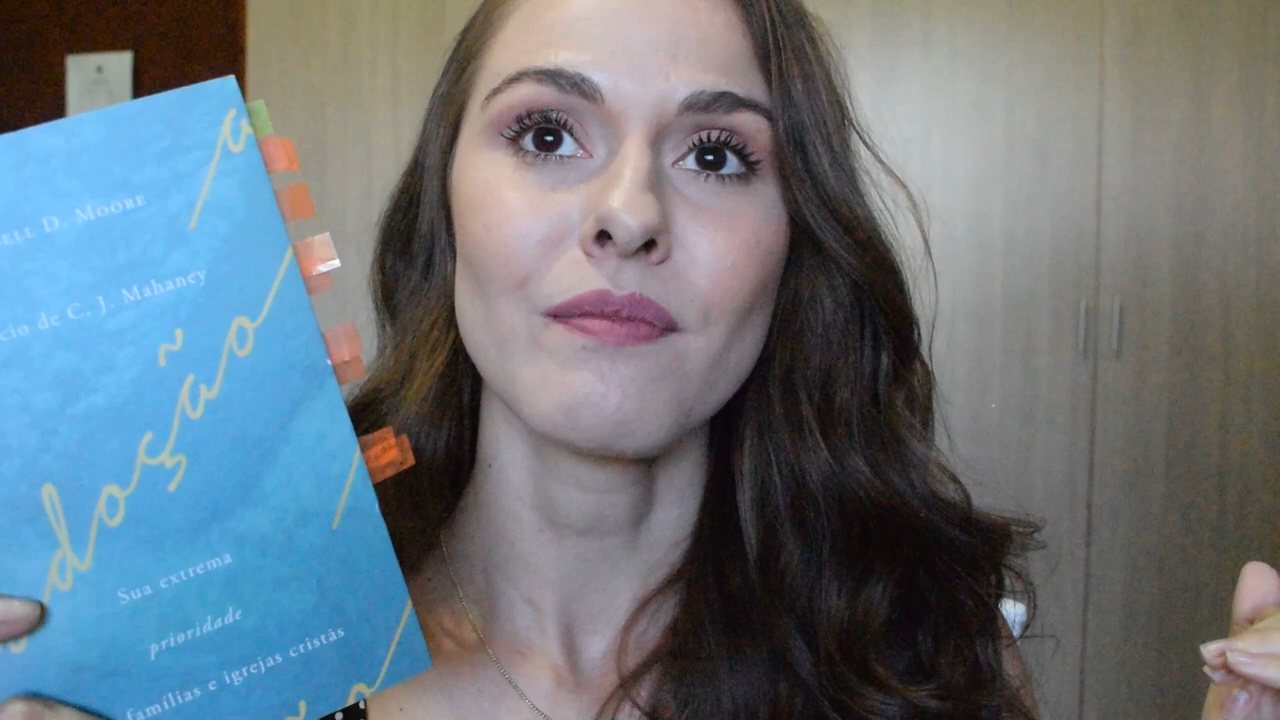 ELL D. MOORE
cio de C. J. Mahaney
doção
Sua extrema
prioridade
famílias e igrejas cristãs